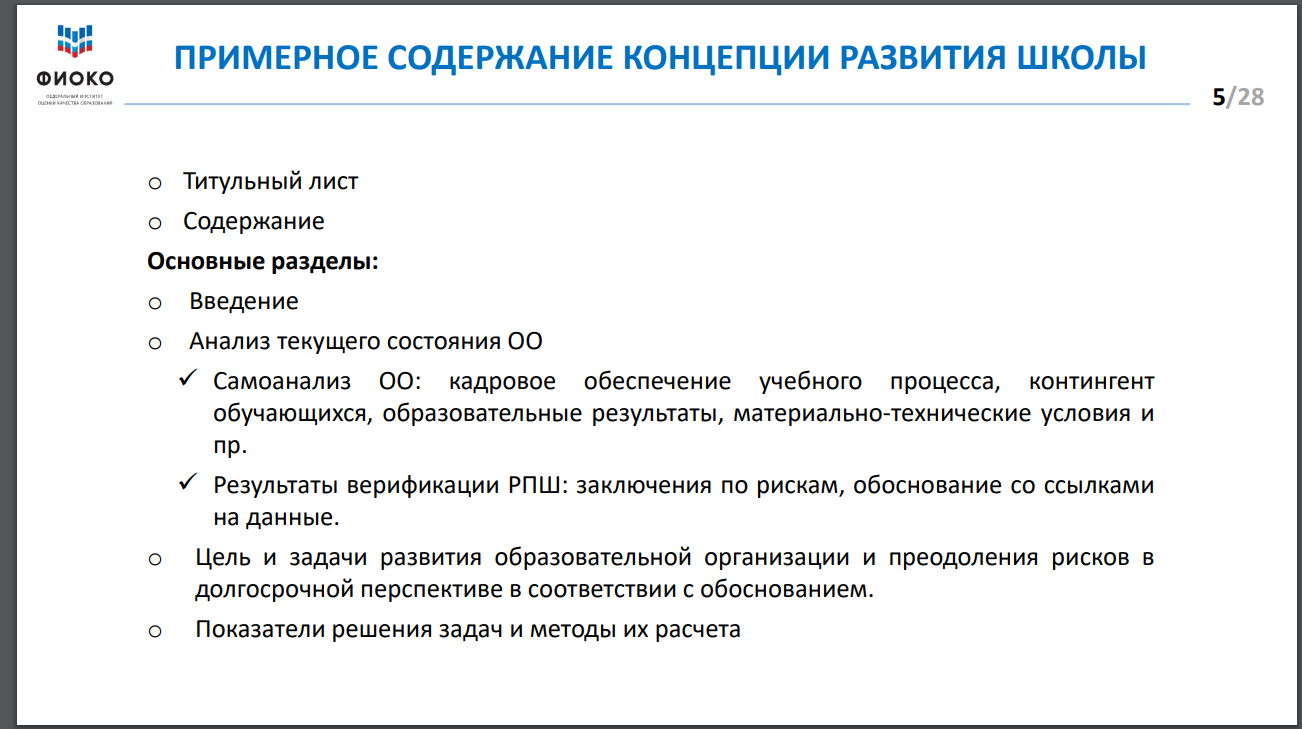 ФИОКО
ФЕДЕРАЛЬНЫЙ ИНСТИТУТ
ОЦЕНКИ КАЧЕСТВА ОБРАЗОВАНИЯ
ПРИМЕРНОЕ СОДЕРЖАНИЕ КОНЦЕПЦИИ РАЗВИТИЯ ШКОЛЫ
5/28
o Титульный лист
o Содержание
Основные разделы:
o Введение
o Анализ текущего состояния ОО
✓ Самоанализ ОО: кадровое обеспечение учебного процесса, контингент
обучающихся, образовательные результаты, материально-технические условия и
пр.
✓ Результаты верификации РПШ: заключения по рискам, обоснование со ссылками
на данные.
o Цель и задачи развития образовательной организации и преодоления рисков в
долгосрочной перспективе в соответствии с обоснованием.
o Показатели решения задач и методы их расчета